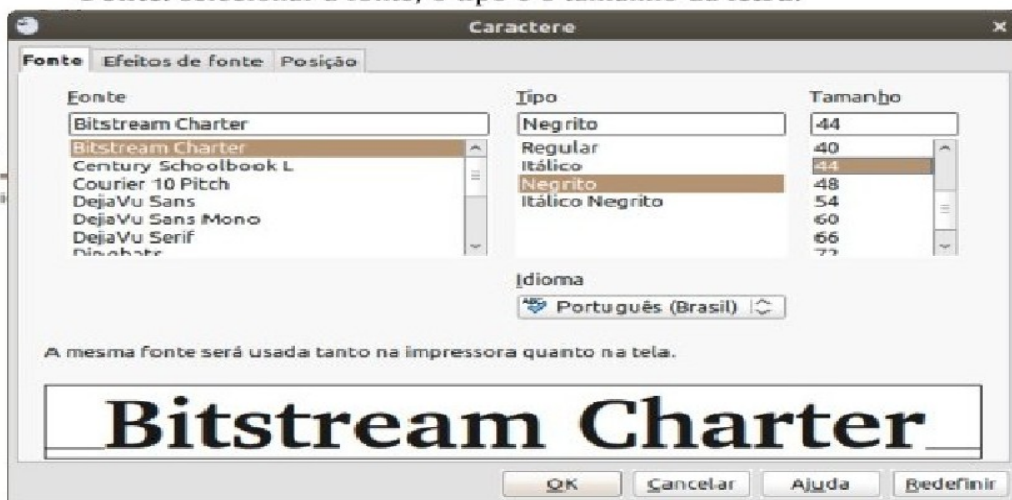 Caractere
Fonte Efeitos de fonte Posição
Fonte
Bitstream Charter
Bitstream Charter
Century Schoolbook L
Courier 10 Pitch
DejaVu Sans
DejaVu Sans Mono
DejaVu Serif
Dingbats
Tipo
Negrito
Regular
Itálico
Negrito
Itálico Negrito
Tamanho
44
40
44
48
54
60
66
72
Idioma
Português (Brasil)
A mesma fonte será usada tanto na impressora quanto na tela.
Bitstream Charter
OK Cancelar Ajuda Redefinir